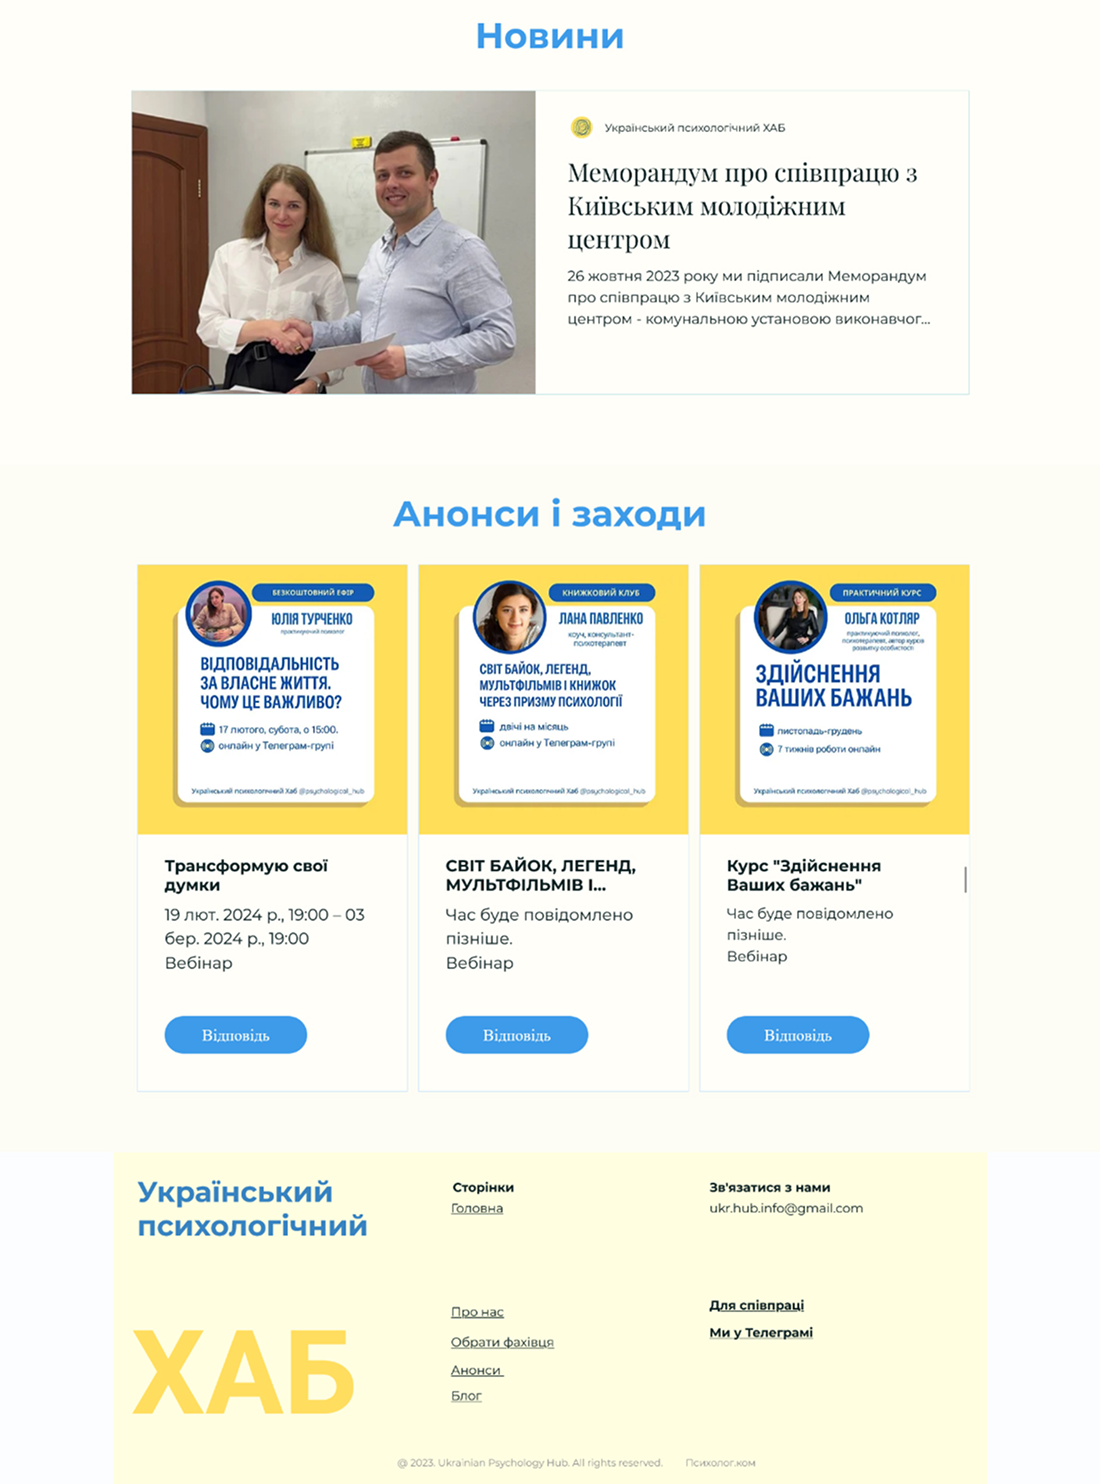 Новини
Український психологічний ХАБ
Меморандум про співпрацю з
Київським молодіжним
центром
26 жовтня 2023 року ми підписали Меморандум
про співпрацю з Київським молодіжним
центром - комунальною установою виконавчог...
Анонси і заходи
БЕЗКОШТОВНИЙ ЕФІР
ЮЛІЯ ТУРЧЕНКО
практикуючий психолог
ВІДПОВІДАЛЬНІСТЬ
ЗА ВЛАСНЕ ЖИТТЯ.
ЧОМУ ЦЕ ВАЖЛИВО?
17 лютого, субота, о 15:00.
онлайн у Телеграм-групі
Український психологічний Хаб @psychological_hub
Трансформую свої
думки
19 лют. 2024 р., 19:00 – 03
бер. 2024 р., 19:00
Вебінар
Відповідь
КНИЖКОВИЙ КЛУБ
ЛАНА ПАВЛЕНКО
коуч, консультант-
психотерапевт
СВІТ БАЙОК, ЛЕГЕНД,
МУЛЬТФІЛЬМІВ І КНИЖОК
ЧЕРЕЗ ПРИЗМУ ПСИХОЛОГІЇ
двічі на місяць
онлайн у Телеграм-групі
Український психологічний Хаб @psychological_hub
СВІТ БАЙОК, ЛЕГЕНД,
МУЛЬТФІЛЬМІВ І...
Час буде повідомлено
пізніше.
Вебінар
Відповідь
ПРАКТИЧНИЙ КУРС
ОЛЬГА КОТЛЯР
практикуючий психолог,
психотерапевт, автор курсів
розвитку особистості
ЗДІЙСНЕННЯ
ВАШИХ БАЖАНЬ
листопадь-грудень
7 тижнів роботи онлайн
Український психологічний Хаб @psychological_hub
Курс "Здійснення
Ваших бажань"
Час буде повідомлено
пізніше.
Вебінар
Відповідь
Український
психологічний
ХАБ
Сторінки
Головна
Про нас
Обрати фахівця
Анонси
Блог
Зв'язатися з нами
ukr.hub.info@gmail.com
Для співпраці
Ми у Телеграмі
@ 2023. Ukrainian Psychology Hub. All rights reserved. Психолог.ком